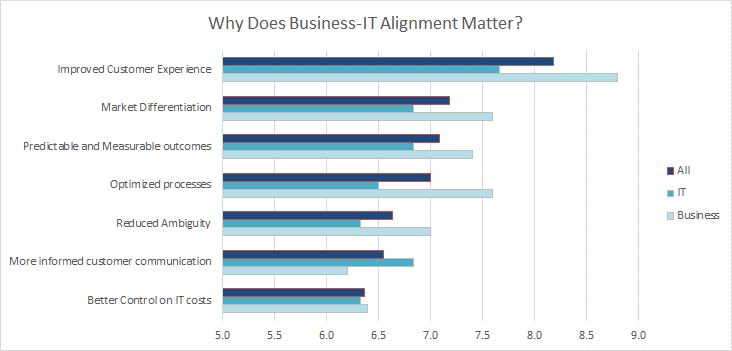 Why Does Business-IT Alignment Matter?
Improved Customer Experience
Market Differentiation
Predictable and Measurable outcomes
Optimized processes
Reduced Ambiguity
More informed customer communication
Better Control on IT costs
All
IT
Business
5.0 5.5 6.0 6.5 7.0 7.5 8.0 8.5 9.0